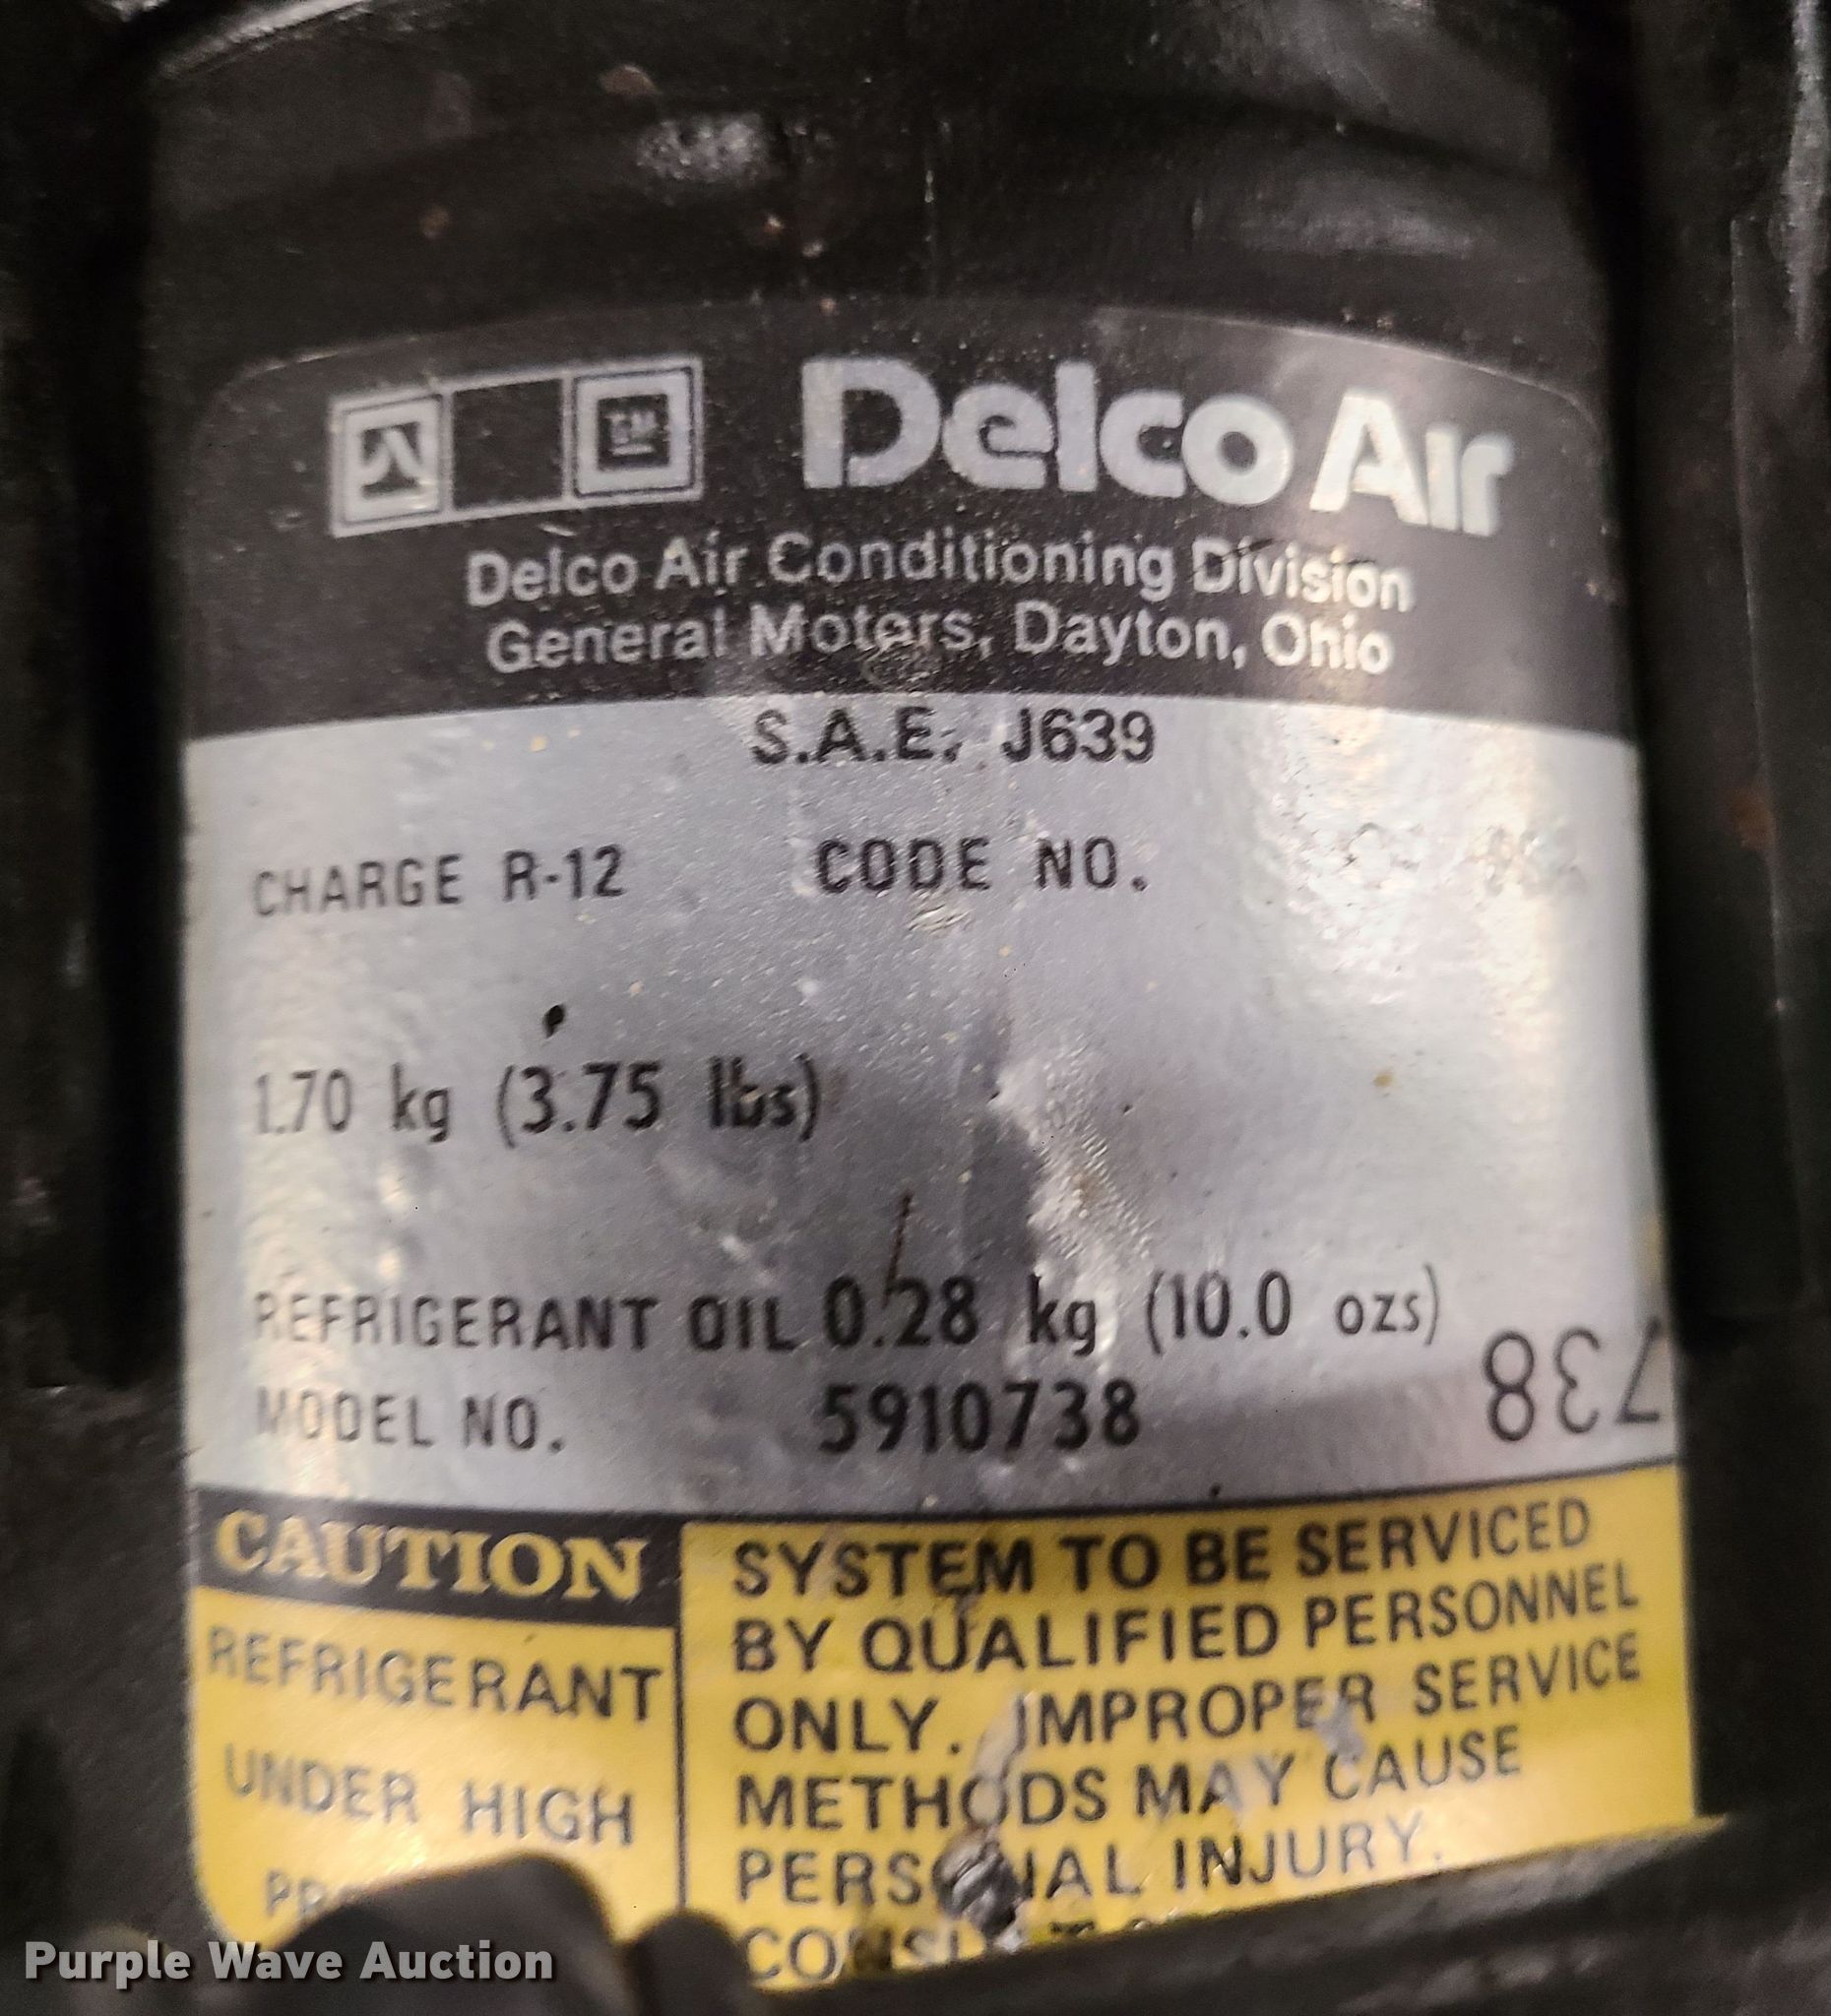 GM Delco Air
Delco Air Conditioning Division
General Motors, Dayton, Ohio
S.A.E. J639
CHARGE R-12 CODE NO.
1.70 kg (3.75 lbs)
REFRIGERANT OIL 0.28 kg (10.0 ozs)
MODEL NO. 5910738
738
CAUTION
REFRIGERANT
UNDER HIGH
SYSTEM TO BE SERVICED
BY QUALIFIED PERSONNEL
ONLY. IMPROPER SERVICE
METHODS MAY CAUSE
PERSONAL INJURY.
Purple Wave Auction